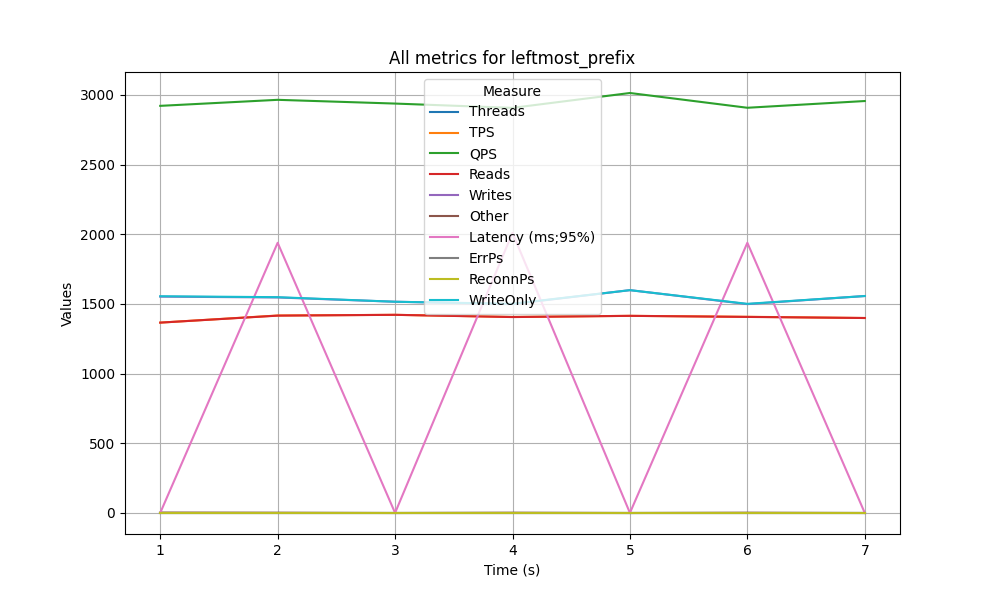 All metrics for leftmost_prefix
3000
2500
2000
1500
1000
500
0
Values
Measure
Threads
TPS
QPS
Reads
Writes
Other
Latency (ms;95%)
ErrPs
ReconnPs
WriteOnly
1 2 3 4 5 6 7
Time (s)